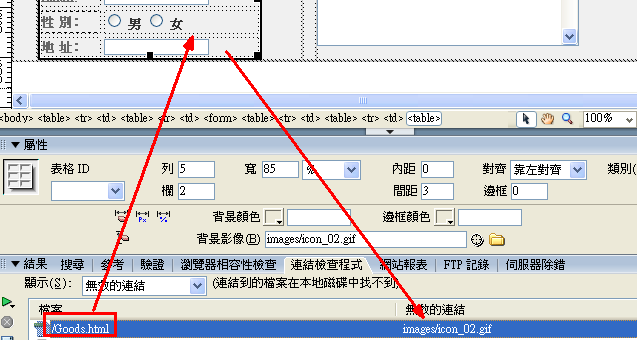 性 別： 男 女
地 址：
<body> <table> <tr> <td> <table> <tr> <td> <form> <table> <tr> <td> <table> <tr> <td> <table>
100%
屬性
表格 ID 列 5 寬 85 % 內距 0 對齊 靠左對齊 類別(
欄 2 間距 3 邊框 0
背景顏色 邊框顏色
背景影像(B) images/icon_02.gif
結果 搜尋 參考 驗證 瀏覽器相容性檢查 連結檢查程式 網站報表 FTP 記錄 伺服器除錯
顯示(S)： 無效的連結 (連結到的檔案在本地磁碟中找不到)
檔案 無效的連結
/Goods.html images/icon_02.gif